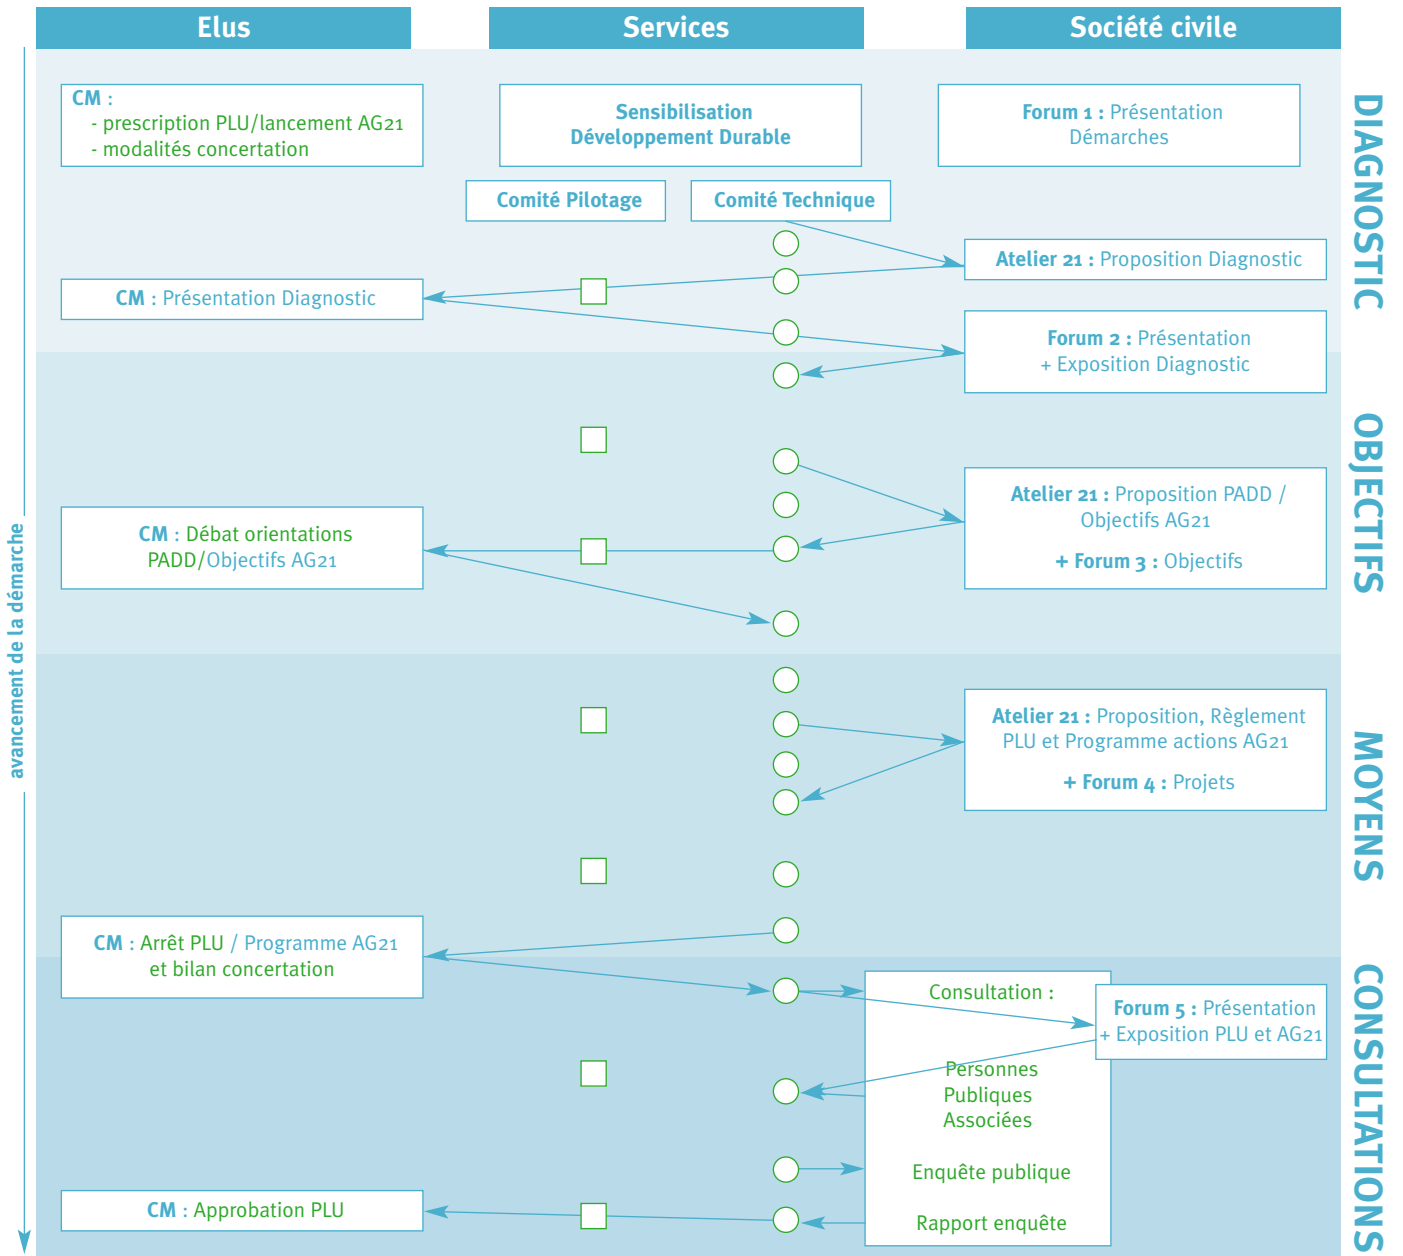 Elus
Services
Société civile
CM :
- prescription PLU/lancement AG21
- modalités concertation
Sensibilisation
Développement Durable
Forum 1 : Présentation
Démarches
Comité Pilotage
Comité Technique
Atelier 21 : Proposition Diagnostic
CM : Présentation Diagnostic
Forum 2 : Présentation
+ Exposition Diagnostic
DIAGNOSTIC
Atelier 21 : Proposition PADD /
Objectifs AG21
+ Forum 3 : Objectifs
CM : Débat orientations
PADD/Objectifs AG21
OBJECTIFS
avancement de la démarche
Atelier 21 : Proposition, Règlement
PLU et Programme actions AG21
+ Forum 4 : Projets
MOYENS
CM : Arrêt PLU / Programme AG21
et bilan concertation
Consultation :
Forum 5 : Présentation
+ Exposition PLU et AG21
Personnes
Publiques
Associées
Enquête publique
Rapport enquête
CM : Approbation PLU
CONSULTATIONS